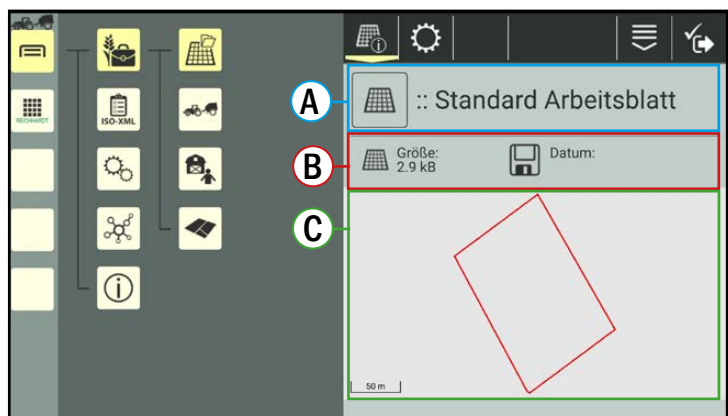 REICHHARDT
ISO-XML
A
:: Standard Arbeitsblatt
B
Größe:
2.9 kB
Datum:
C
50 m